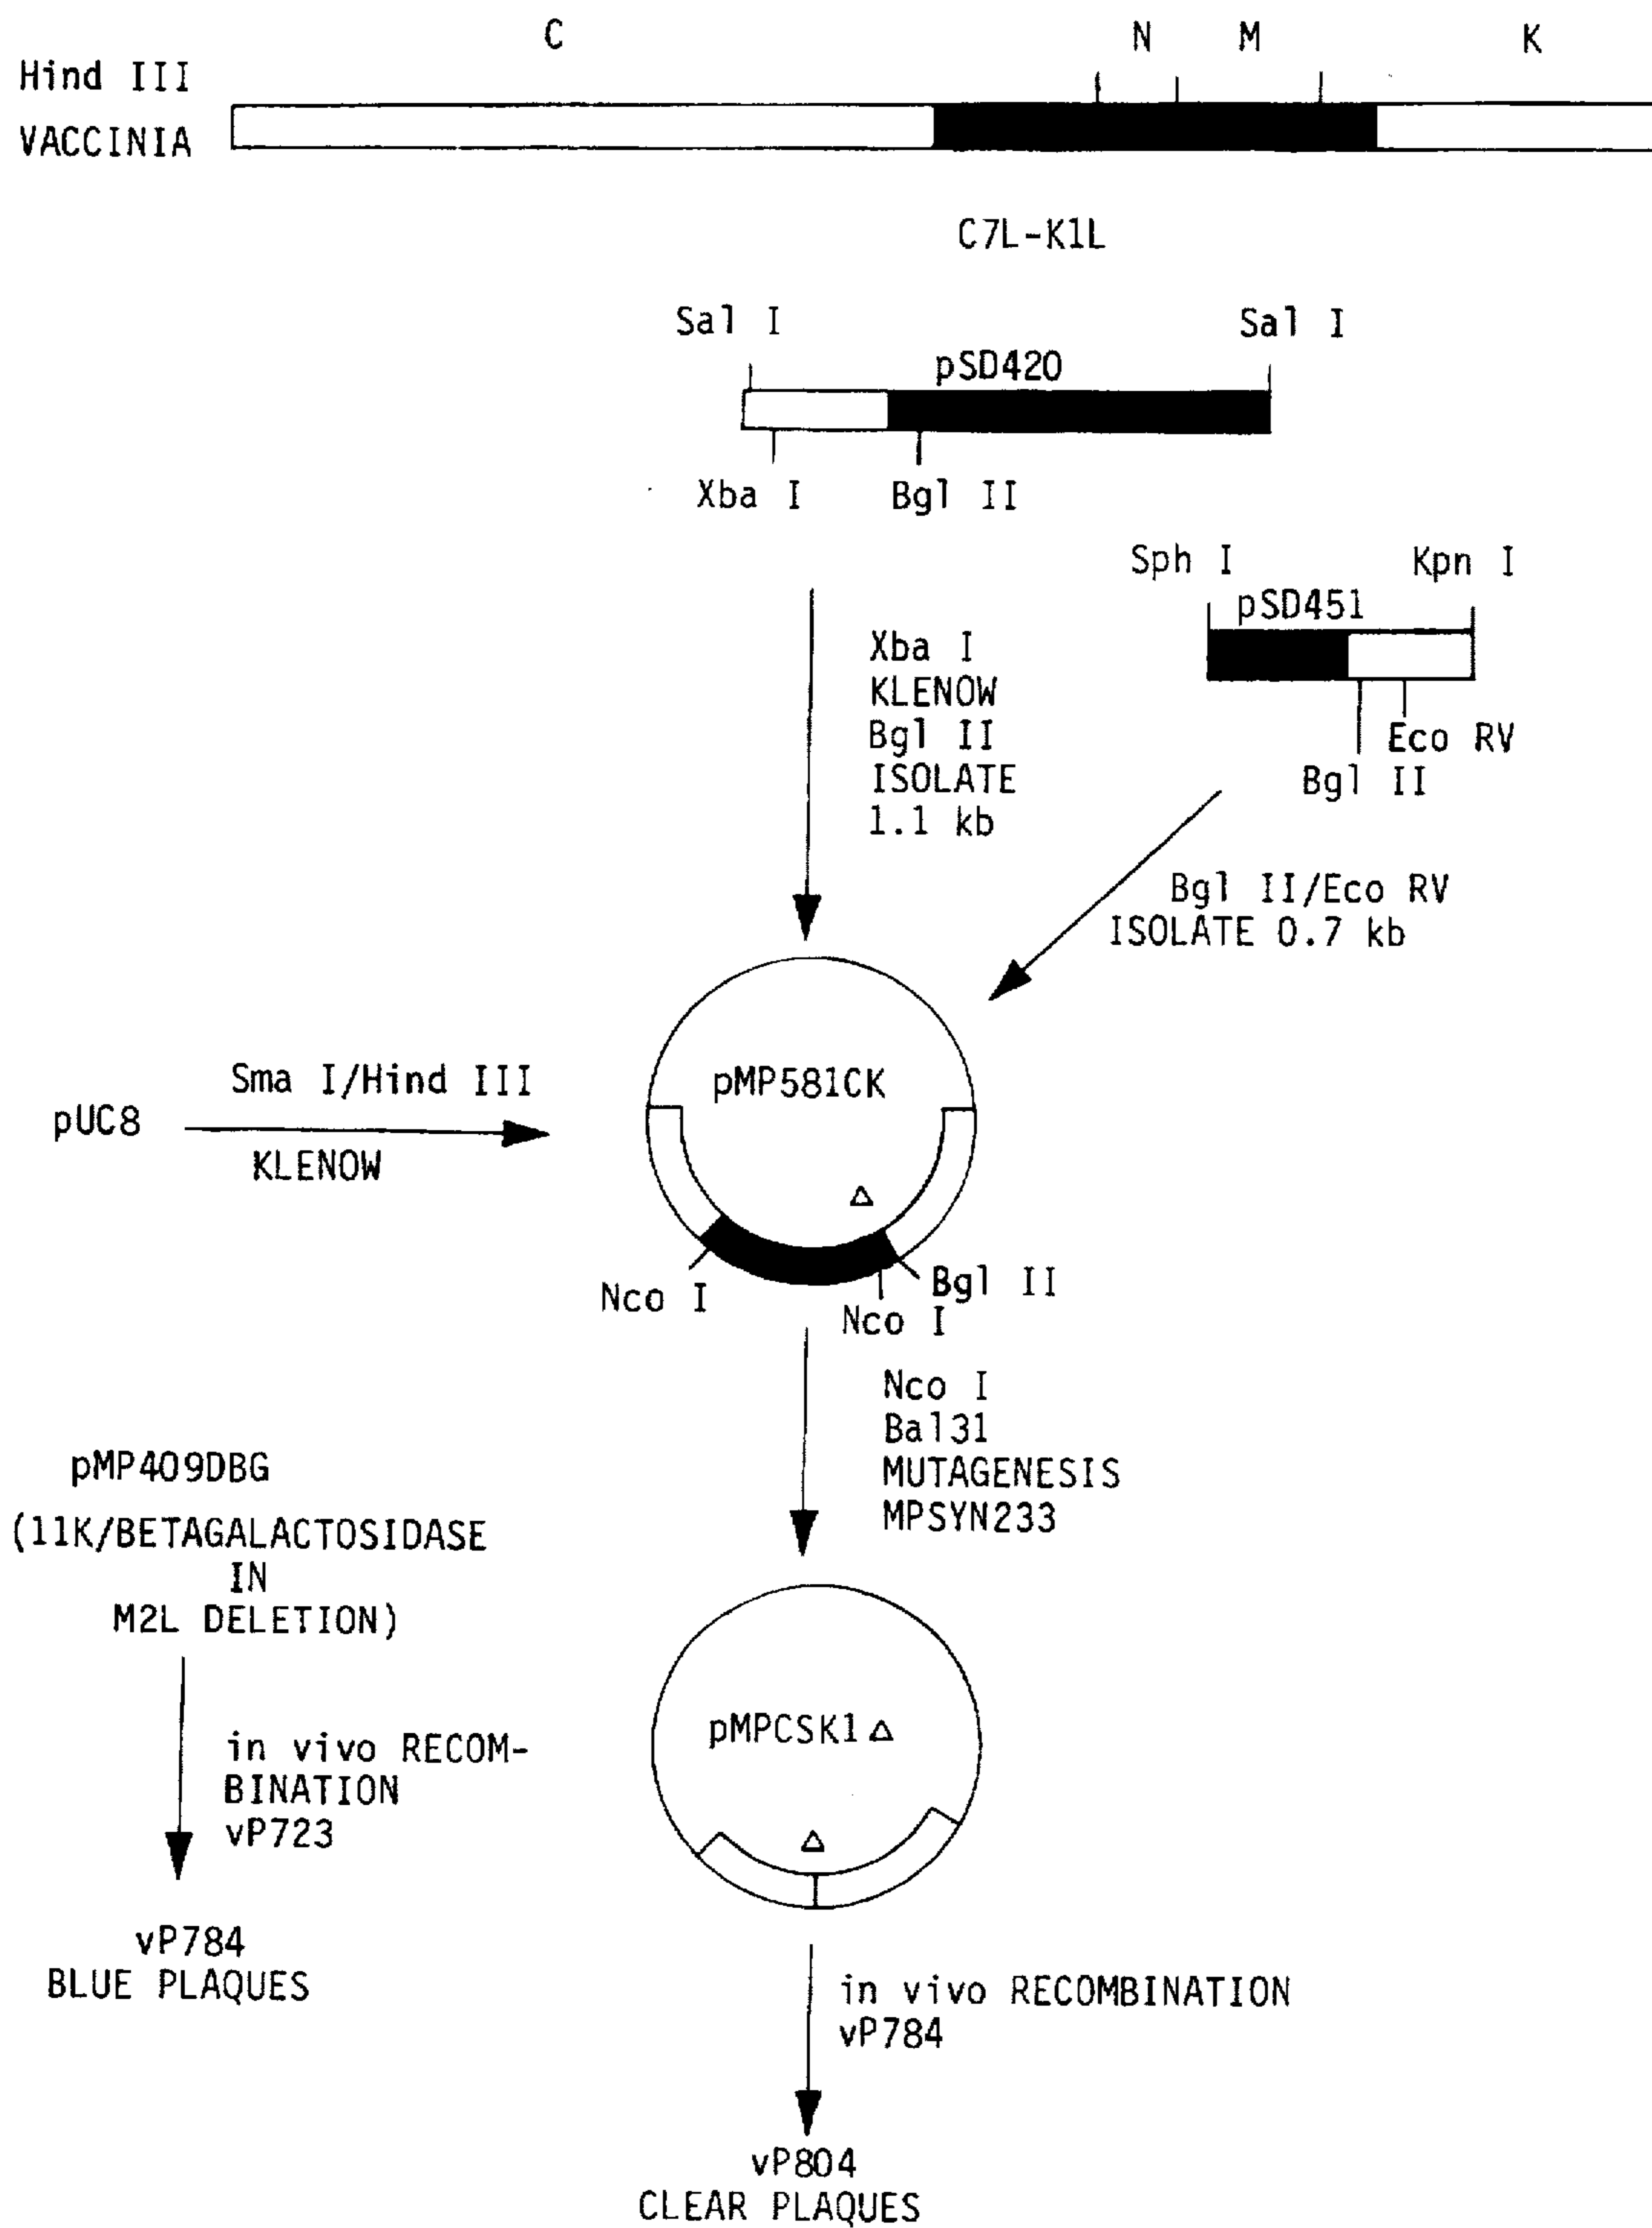 C N M K
Hind III
VACCINIA
C7L-K1L
Sal I Sal I
pSD420
Xba I Bgl II
Sph I Kpn I
pSD451
Eco RV
Bgl II
Xba I
KLENOW
Bgl II
ISOLATE
1.1 kb
Bgl II/Eco RV
ISOLATE 0.7 kb
pUC8
Sma I/Hind III
KLENOW
pMP581CK
Δ
Nco I
Nco I
Bgl II
Nco I
Bal31
MUTAGENESIS
MPSYN233
pMP409DBG
(11K/BETAGALACTOSIDASE
IN
M2L DELETION)
in vivo RECOM-
BINATION
vP723
vP784
BLUE PLAQUES
pMPCSK1Δ
Δ
in vivo RECOMBINATION
vP784
vP804
CLEAR PLAQUES